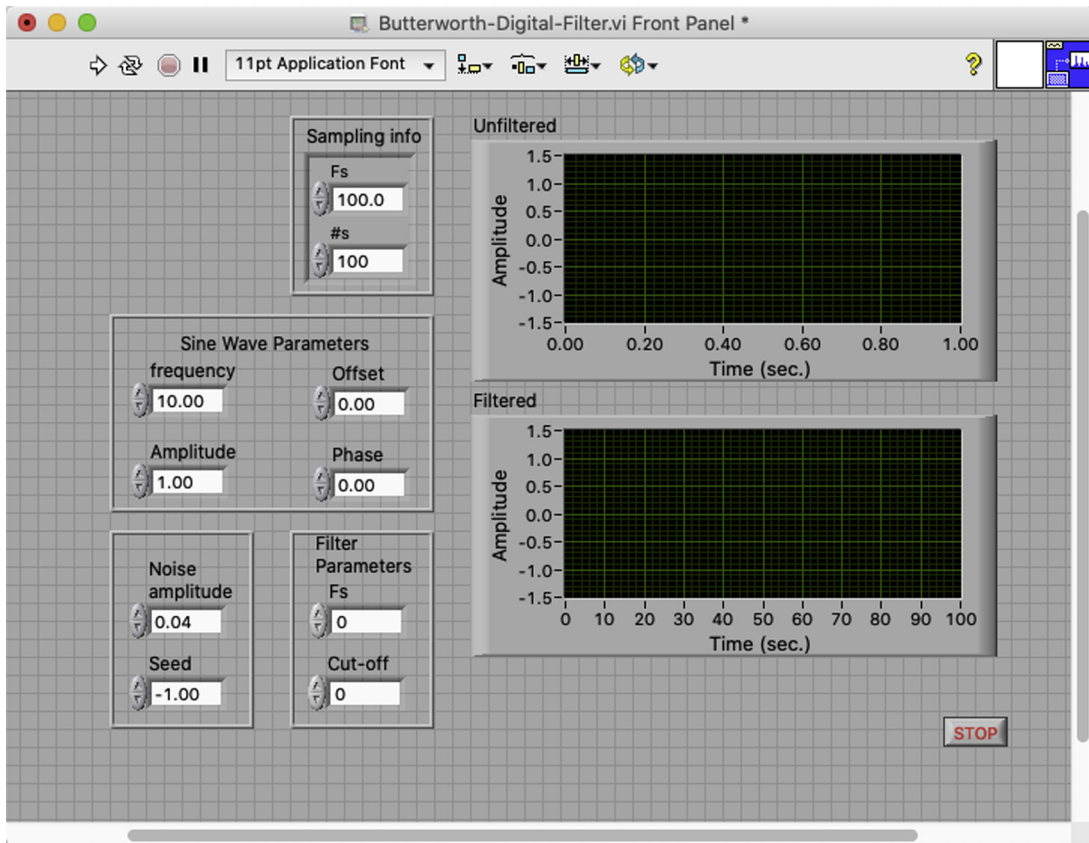 Butterworth-Digital-Filter.vi Front Panel *
11pt Application Font
?
Sampling info
Fs
100.0
#s
100
Sine Wave Parameters
frequency
10.00
Offset
0.00
Amplitude
1.00
Phase
0.00
Noise
amplitude
0.04
Seed
-1.00
Filter
Parameters
Fs
0
Cut-off
0
Unfiltered
Amplitude
1.5
1.0
0.5
0.0
-0.5
-1.0
-1.5
0.00 0.20 0.40 0.60 0.80 1.00
Time (sec.)
Filtered
Amplitude
1.5
1.0
0.5
0.0
-0.5
-1.0
-1.5
0 10 20 30 40 50 60 70 80 90 100
Time (sec.)
STOP